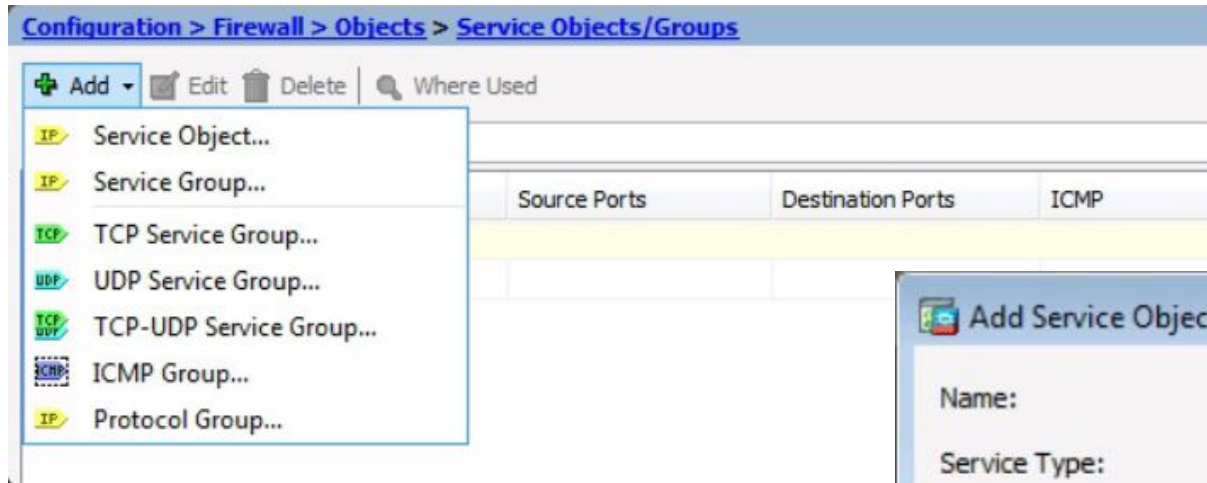 Configuration > Firewall > Objects > Service Objects/Groups
Add Edit Delete Where Used
IP Service Object...
IP Service Group...
Source Ports Destination Ports ICMP
TCP TCP Service Group...
UDP UDP Service Group...
TCP UDP TCP-UDP Service Group...
ICMP ICMP Group...
IP Protocol Group...
Add Service Objec
Name:
Service Type: